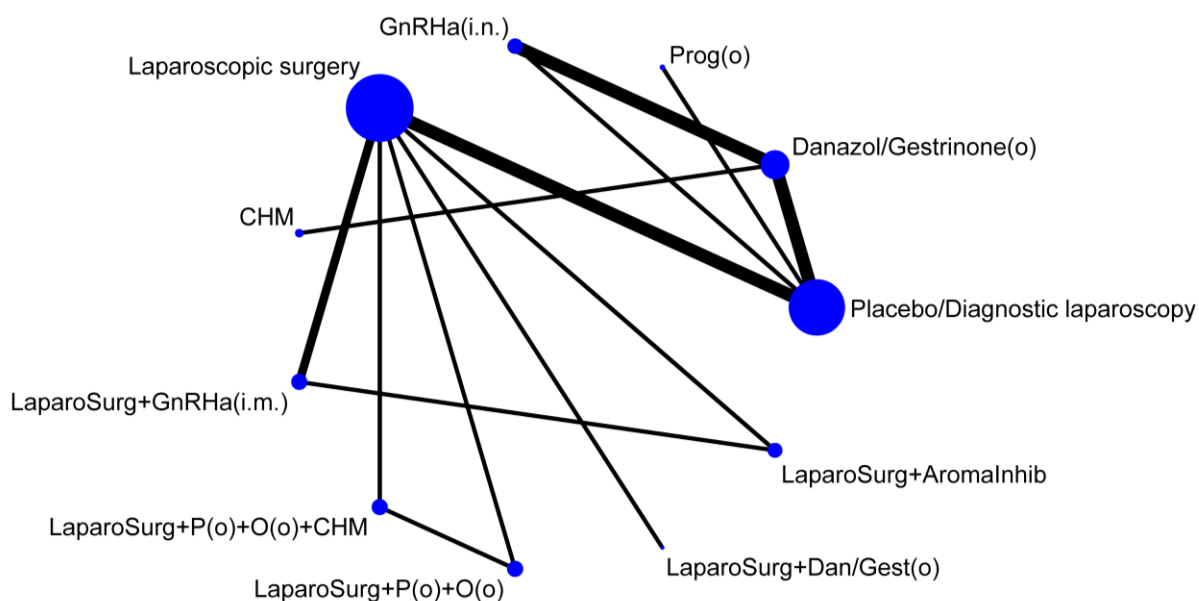 GnRHa(i.n.)
Prog(o)
Laparoscopic surgery
Danazol/Gestrinone(o)
CHM
Placebo/Diagnostic laparoscopy
LaparoSurg+GnRHa(i.m.)
LaparoSurg+AromaInhib
LaparoSurg+P(o)+O(o)+CHM
LaparoSurg+Dan/Gest(o)
LaparoSurg+P(o)+O(o)